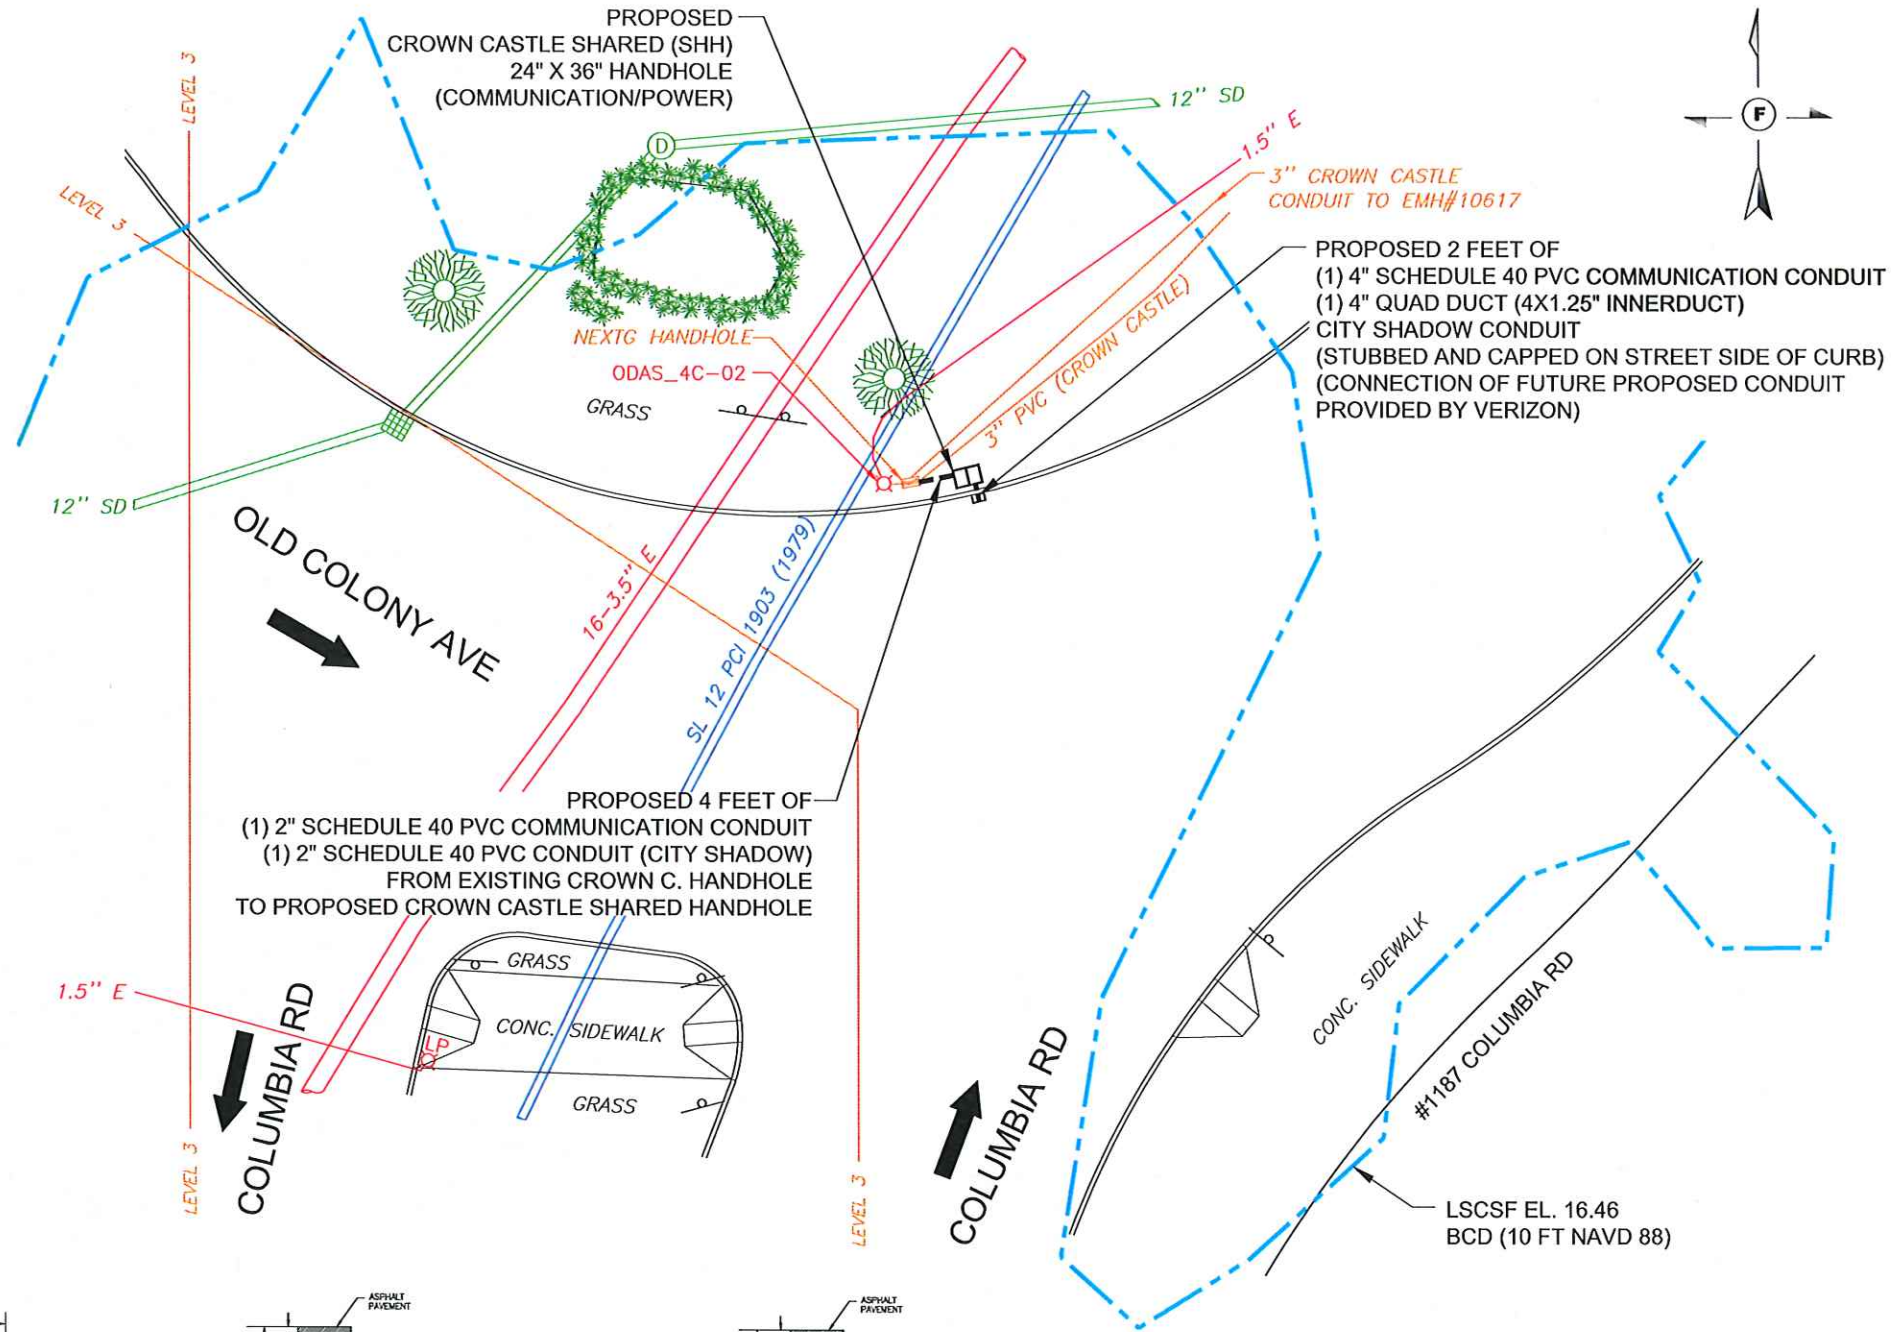 PROPOSED
CROWN CASTLE SHARED (SHH)
24" X 36" HANDHOLE
(COMMUNICATION/POWER)
LEVEL 3
LEVEL 3
D
12" SD
1.5" E
F
3" CROWN CASTLE
CONDUIT TO EMH#10617
PROPOSED 2 FEET OF
(1) 4" SCHEDULE 40 PVC COMMUNICATION CONDUIT
(1) 4" QUAD DUCT (4X1.25" INNERDUCT)
CITY SHADOW CONDUIT
(STUBBED AND CAPPED ON STREET SIDE OF CURB)
(CONNECTION OF FUTURE PROPOSED CONDUIT
PROVIDED BY VERIZON)
NEXTG HANDHOLE
ODAS_4C-02
GRASS
3" PVC (CROWN CASTLE)
12" SD
OLD COLONY AVE
16-3.5" E
SL 12 PCI 1903 (1979)
PROPOSED 4 FEET OF
(1) 2" SCHEDULE 40 PVC COMMUNICATION CONDUIT
(1) 2" SCHEDULE 40 PVC CONDUIT (CITY SHADOW)
FROM EXISTING CROWN C. HANDHOLE
TO PROPOSED CROWN CASTLE SHARED HANDHOLE
1.5" E
GRASS
CONC. SIDEWALK
LP
GRASS
COLUMBIA RD
LEVEL 3
LEVEL 3
COLUMBIA RD
CONC. SIDEWALK
#1187 COLUMBIA RD
LSCSF EL. 16.46
BCD (10 FT NAVD 88)
ASPHALT
PAVEMENT
ASPHALT
PAVEMENT